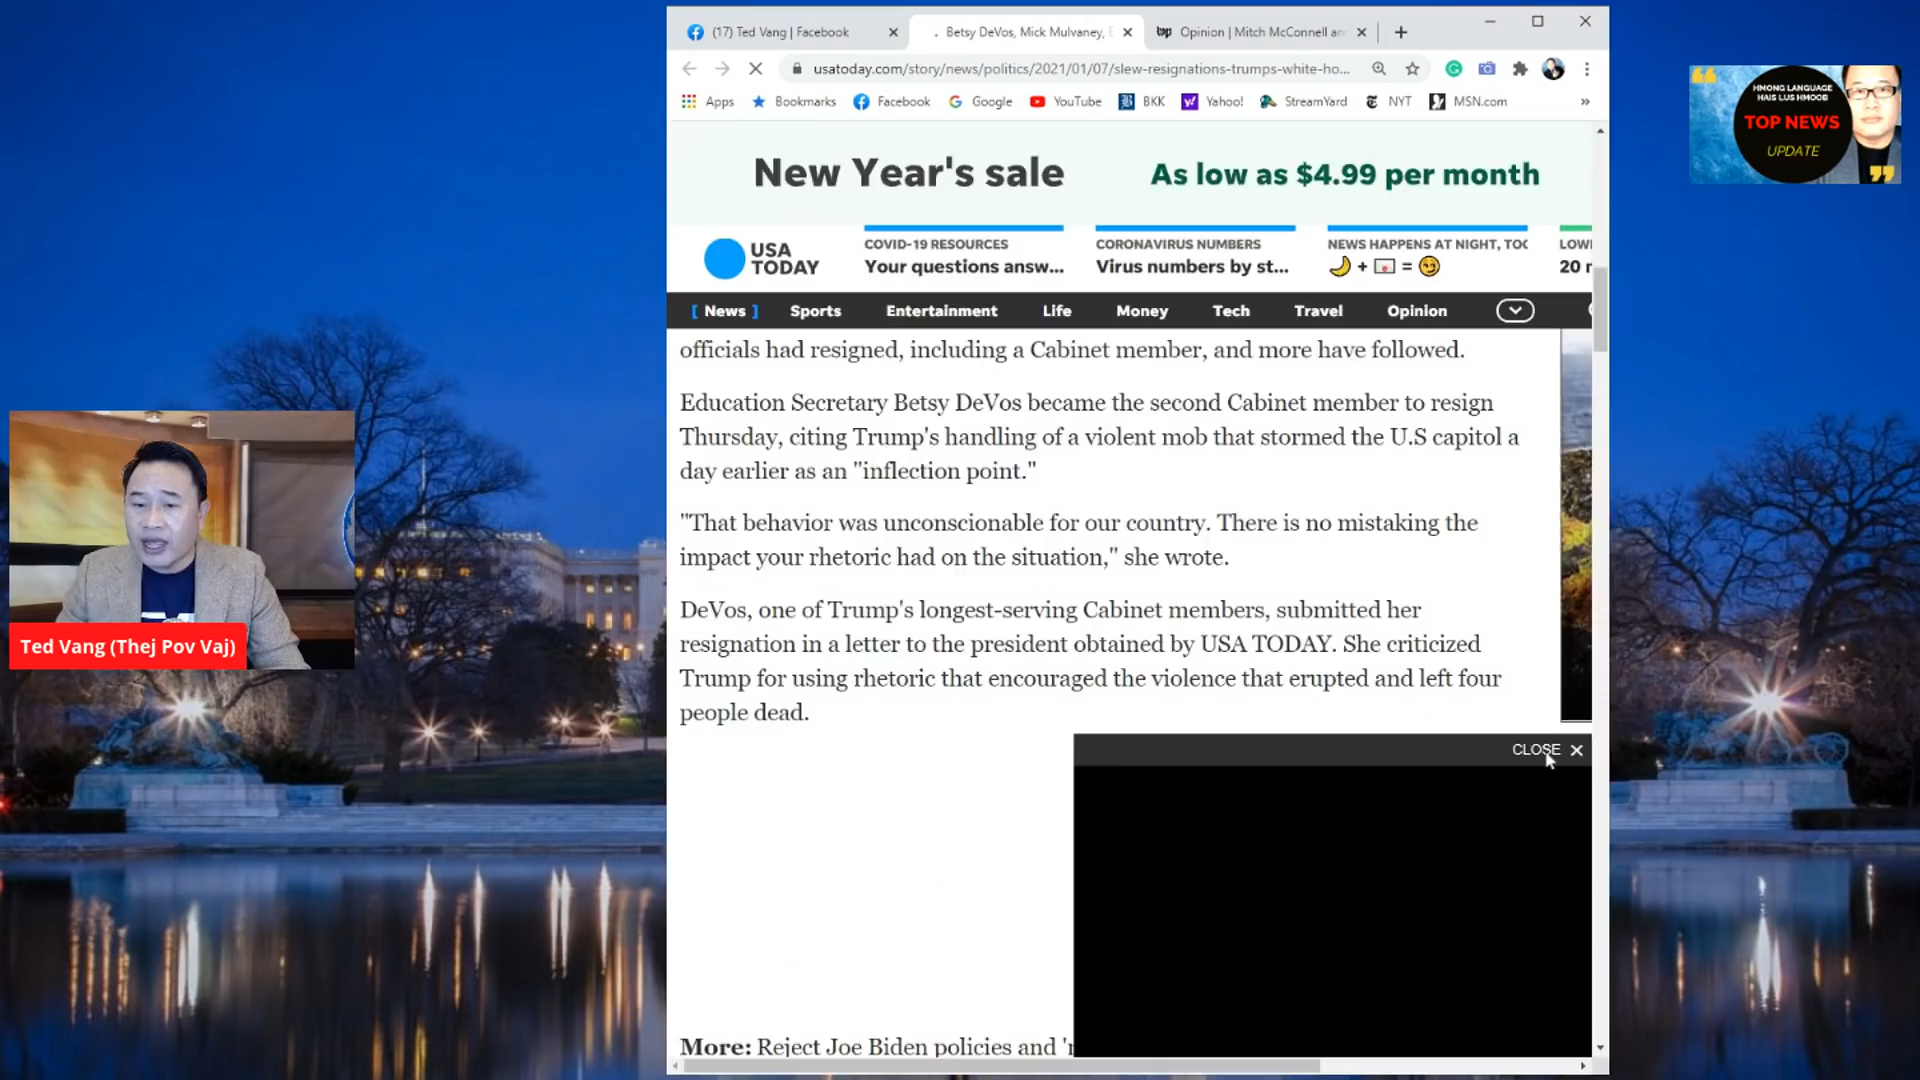 (17) Ted Vang | Facebook
Betsy DeVos, Mick Mulvaney,
Opinion | Mitch McConnell an
usatoday.com/story/news/politics/2021/01/07/slew-resignations-trumps-white-ho...
Apps
Bookmarks
Facebook
Google
YouTube
BKK
Yahoo!
StreamYard
NYT
MSN.com
»
New Year's sale
As low as $4.99 per month
USA
TODAY
COVID-19 RESOURCES
Your questions answ...
CORONAVIRUS NUMBERS
Virus numbers by st...
NEWS HAPPENS AT NIGHT, TOO
🌙 + 💌 = 😊
LOW
20
[ News ]
Sports
Entertainment
Life
Money
Tech
Travel
Opinion
officials had resigned, including a Cabinet member, and more have followed.
Education Secretary Betsy DeVos became the second Cabinet member to resign
Thursday, citing Trump's handling of a violent mob that stormed the U.S capitol a
day earlier as an "inflection point."
"That behavior was unconscionable for our country. There is no mistaking the
impact your rhetoric had on the situation," she wrote.
DeVos, one of Trump's longest-serving Cabinet members, submitted her
resignation in a letter to the president obtained by USA TODAY. She criticized
Trump for using rhetoric that encouraged the violence that erupted and left four
people dead.
CLOSE
More: Reject Joe Biden policies and '
Ted Vang (Thej Pov Vaj)
HMONG LANGUAGE
HAIS LUS HMOOB
TOP NEWS
UPDATE